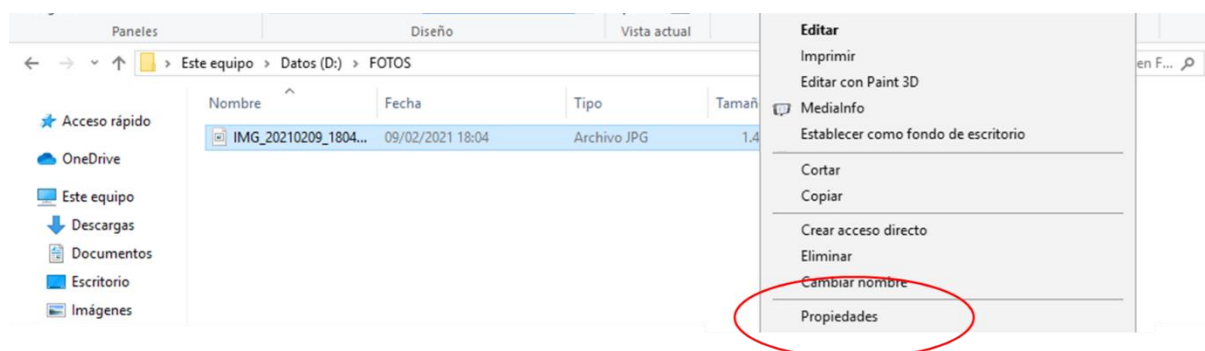 Paneles Diseño Vista actual
Este equipo > Datos (D:) > FOTOS en F...
Nombre Fecha Tipo Tamañ
IMG_20210209_1804... 09/02/2021 18:04 Archivo JPG 1.4
Acceso rápido
OneDrive
Este equipo
Descargas
Documentos
Escritorio
Imágenes
Editar
Imprimir
Editar con Paint 3D
MediaInfo
Establecer como fondo de escritorio
Cortar
Copiar
Crear acceso directo
Eliminar
Cambiar nombre
Propiedades